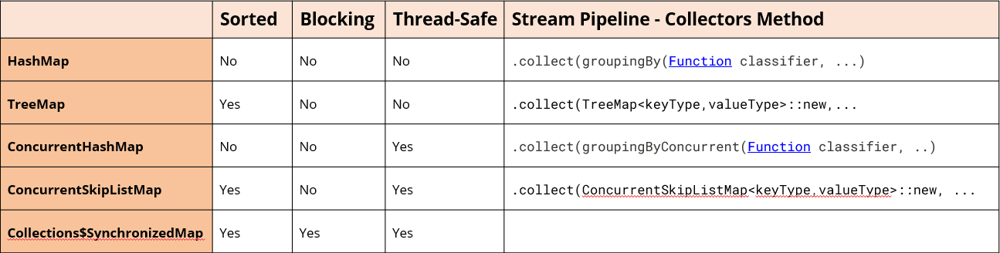 Sorted Blocking Thread-Safe Stream Pipeline - Collectors Method
HashMap No No No .collect(groupingBy(Function classifier, ...)
TreeMap Yes No No .collect(TreeMap<keyType,valueType>::new,...
ConcurrentHashMap No No Yes .collect(groupingByConcurrent(Function classifier, ..)
ConcurrentSkipListMap Yes No Yes .collect(ConcurrentSkipListMap<keyType,valueType>::new, ...
Collections$SynchronizedMap Yes Yes Yes